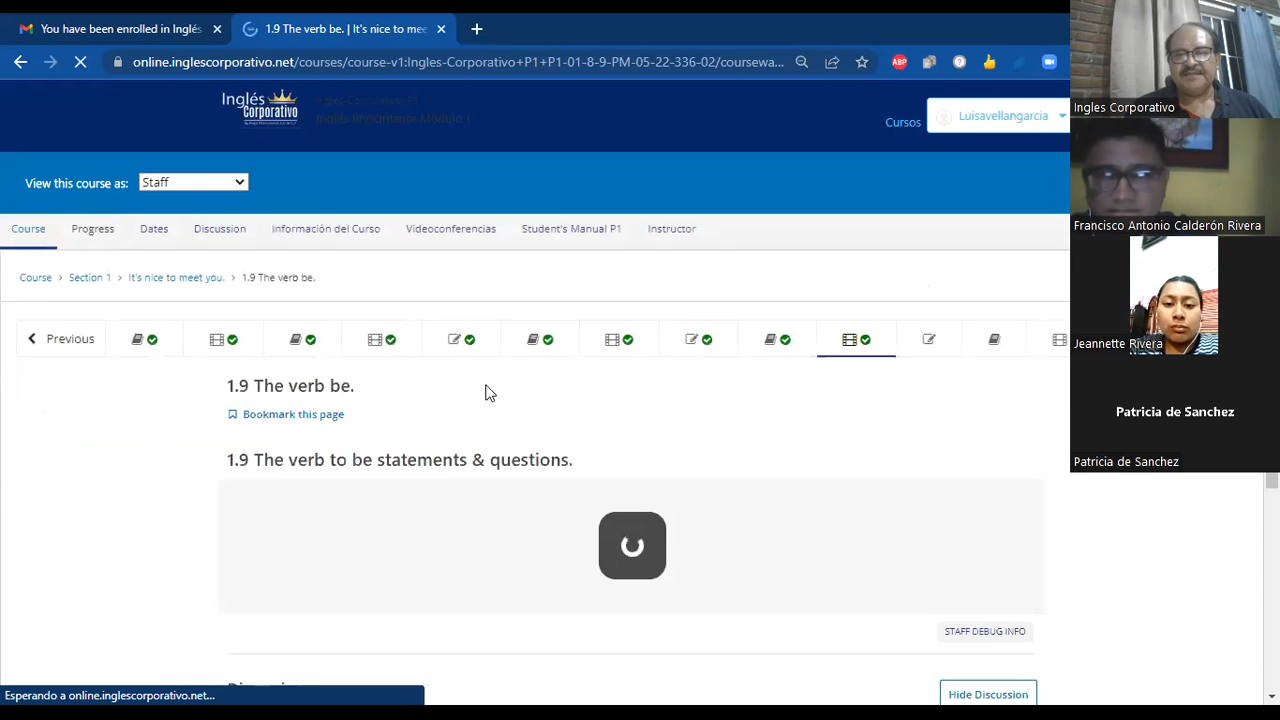 You have been enrolled in Inglés
1.9 The verb be. | It's nice to mee
online.inglescorporativo.net/courses/course-v1:Ingles-Corporativo+P1+P1-01-8-9-PM-05-22-336-02/coursewa...
ABP
Inglés
Corporativo
Ingles-Corporativo P1
Cursos
Luisavellangarcia
View this course as:
Staff
Course
Progress
Dates
Discussion
Información del Curso
Videoconferencias
Student's Manual P1
Instructor
Course > Section 1 > It's nice to meet you. > 1.9 The verb be.
Previous
1.9 The verb be.
Bookmark this page
1.9 The verb to be statements & questions.
STAFF DEBUG INFO
Hide Discussion
Esperando a online.inglescorporativo.net...
Ingles Corporativo
Francisco Antonio Calderón Rivera
Jeannette Rivera
Patricia de Sanchez
Patricia de Sanchez